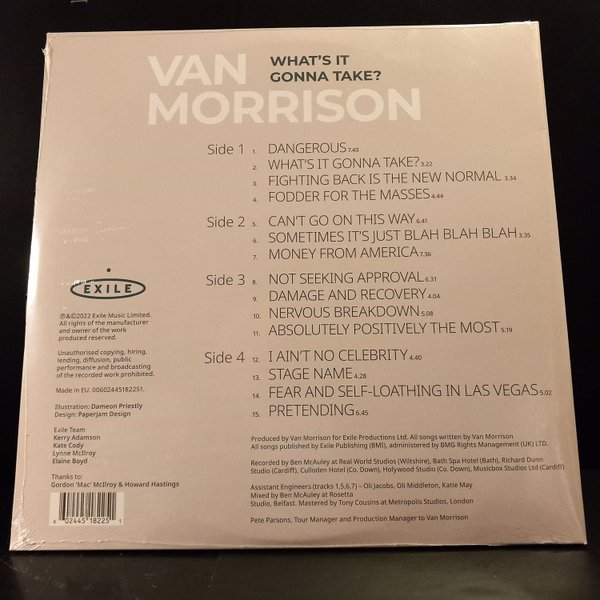 VAN MORRISON
WHAT'S IT GONNA TAKE?
Side 1
1. DANGEROUS 7.40
2. WHAT'S IT GONNA TAKE? 3.22
3. FIGHTING BACK IS THE NEW NORMAL 3.34
4. FODDER FOR THE MASSES 4.44
Side 2
5. CAN'T GO ON THIS WAY 6.41
6. SOMETIMES IT'S JUST BLAH BLAH BLAH 3.35
7. MONEY FROM AMERICA 7.36
Side 3
8. NOT SEEKING APPROVAL 6.31
9. DAMAGE AND RECOVERY 4.04
10. NERVOUS BREAKDOWN 5.08
11. ABSOLUTELY POSITIVELY THE MOST 5.19
Side 4
12. I AIN'T NO CELEBRITY 4.40
13. STAGE NAME 4.28
14. FEAR AND SELF-LOATHING IN LAS VEGAS 5.02
15. PRETENDING 6.45
EXILE
℗&©2022 Exile Music Limited.
All rights of the manufacturer
and owner of the work
produced reserved.
Unauthorised copying, hiring,
lending, diffusion, public
performance and broadcasting
of the recorded work prohibited.
Made in EU. 00602445182251.
Illustration: Dameon Priestly
Design: Paperjam Design
Exile Team
Kerry Adamson
Kate Cody
Lynne McIlroy
Elaine Boyd
Thanks to:
Gordon 'Mac' McIlroy & Howard Hastings
6 02445 18225 1
Produced by Van Morrison for Exile Productions Ltd. All songs written by Van Morrison
All songs published by Exile Publishing (BMI), administered by BMG Rights Management (UK) LTD.
Recorded by Ben McAuley at Real World Studios (Wiltshire), Bath Spa Hotel (Bath), Richard Dunn
Studio (Cardiff), Culloden Hotel (Co. Down), Holywood Studio (Co. Down), Musicbox Studios Ltd (Cardiff)
Assistant Engineers (tracks 1,5,6,7) – Oli Jacobs, Oli Middleton, Katie May
Mixed by Ben McAuley at Rosetta
Studio, Belfast. Mastered by Tony Cousins at Metropolis Studios, London
Pete Parsons, Tour Manager and Production Manager to Van Morrison